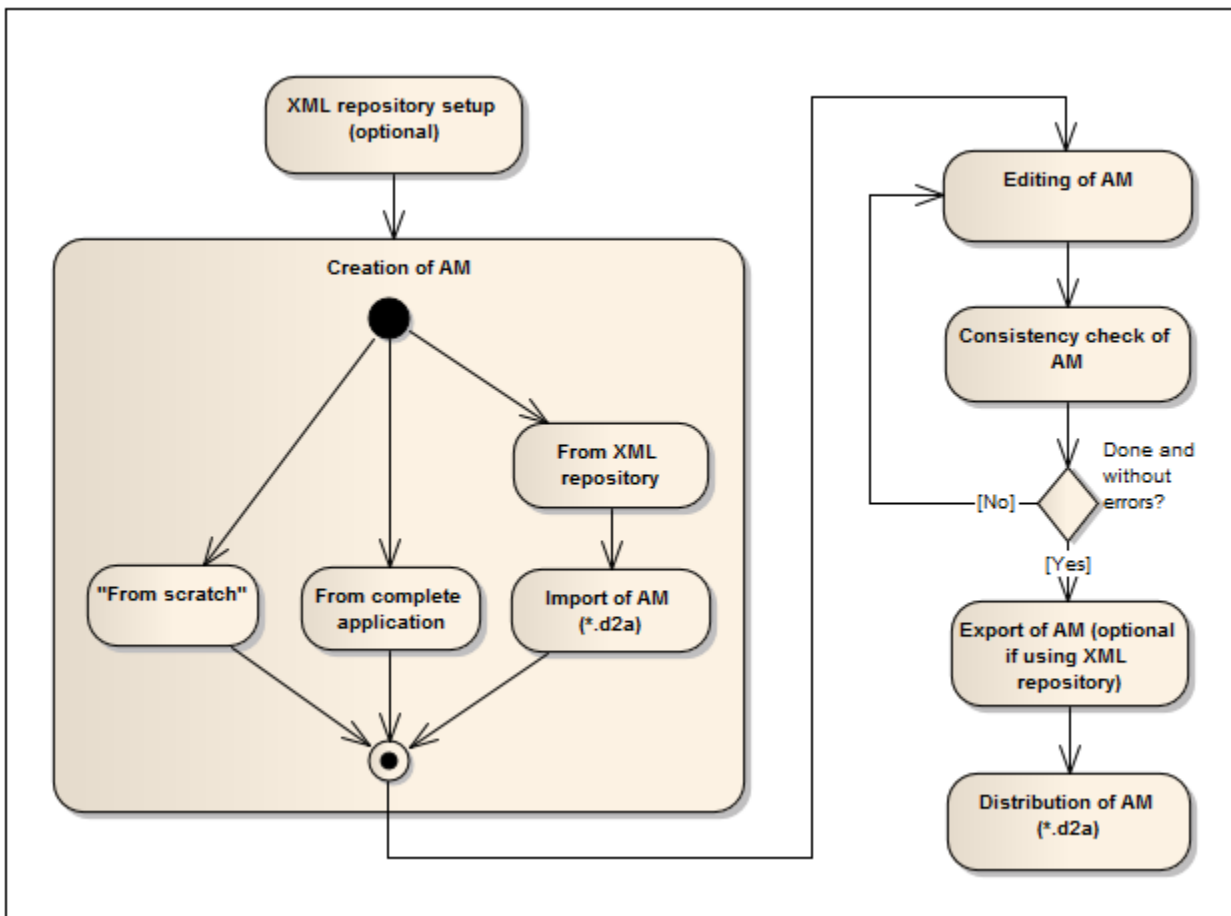 XML repository setup
(optional)
Creation of AM
From XML
repository
"From scratch"
From complete
application
Import of AM
(*.d2a)
Editing of AM
Consistency check of
AM
Done and
without
errors?
[No]
[Yes]
Export of AM (optional
if using XML
repository)
Distribution of AM
(*.d2a)